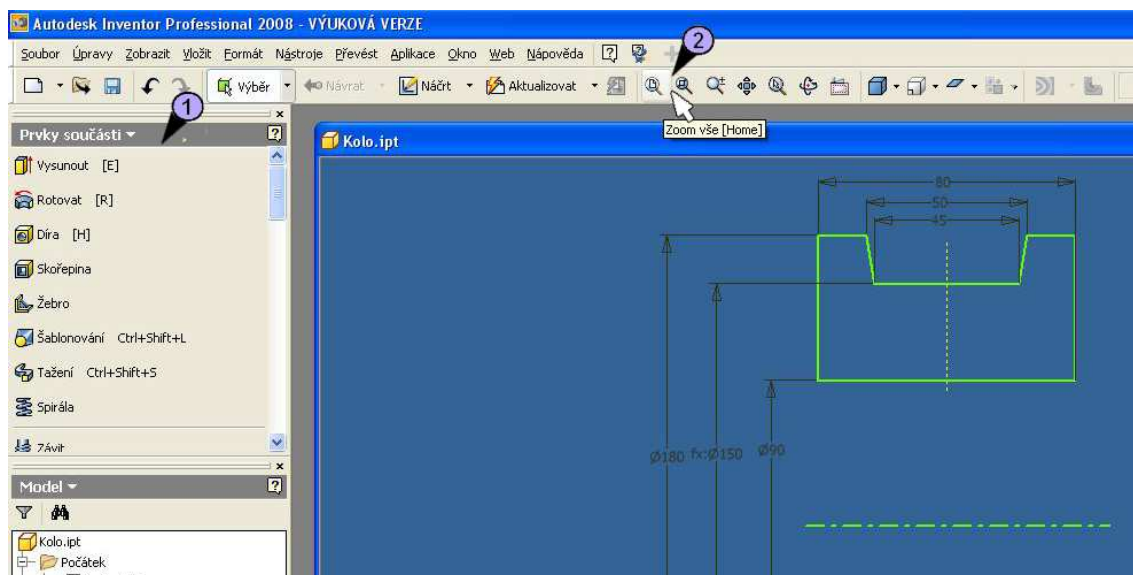 Autodesk Inventor Professional 2008 - VÝUKOVÁ VERZE
Soubor Úpravy Zobrazit Vložit Formát Nástroje Převést Aplikace Okno Web Nápověda
2
Výběr Návrat Náčrt Aktualizovat
1
Zoom vše [Home]
Prvky součásti
Kolo.ipt
Vysunout [E]
Rotovat [R]
Díra [H]
Skořepina
Žebro
Šablonování Ctrl+Shift+L
Tažení Ctrl+Shift+S
Spirála
Závit
80
50
45
Ø180 fx:Ø150 Ø90
Model
Kolo.ipt
Počátek